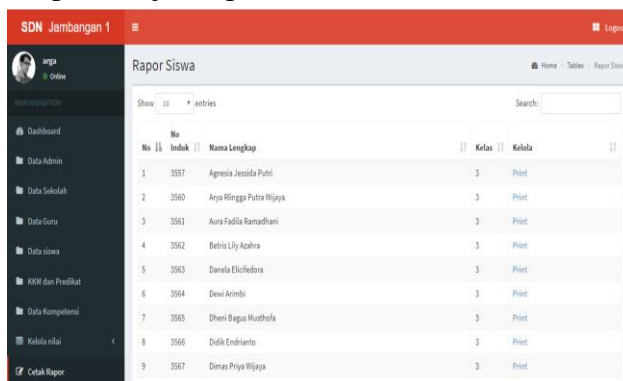 SDN Jambangan 1
Logou
arga
Online
Rapor Siswa
Home
Tables
Rapor Sisw
MAIN NAVIGATION
Show 10 entries
Search:
Dashboard
Data Admin
Data Sekolah
Data Guru
Data siswa
KKM dan Predikat
Data Kompetensi
Kelola nilai
Cetak Rapor
No No Induk Nama Lengkap Kelas Kelola
1 3557 Agnesia Jessida Putri 3 Print
2 3560 Arya Rlingga Putra Wijaya 3 Print
3 3561 Aura Fadila Ramadhani 3 Print
4 3562 Betris Lily Azahra 3 Print
5 3563 Danela Elicifedora 3 Print
6 3564 Dewi Arimbi 3 Print
7 3565 Dheni Bagus Musthofa 3 Print
8 3566 Didik Endrianto 3 Print
9 3567 Dimas Priya Wijaya 3 Print